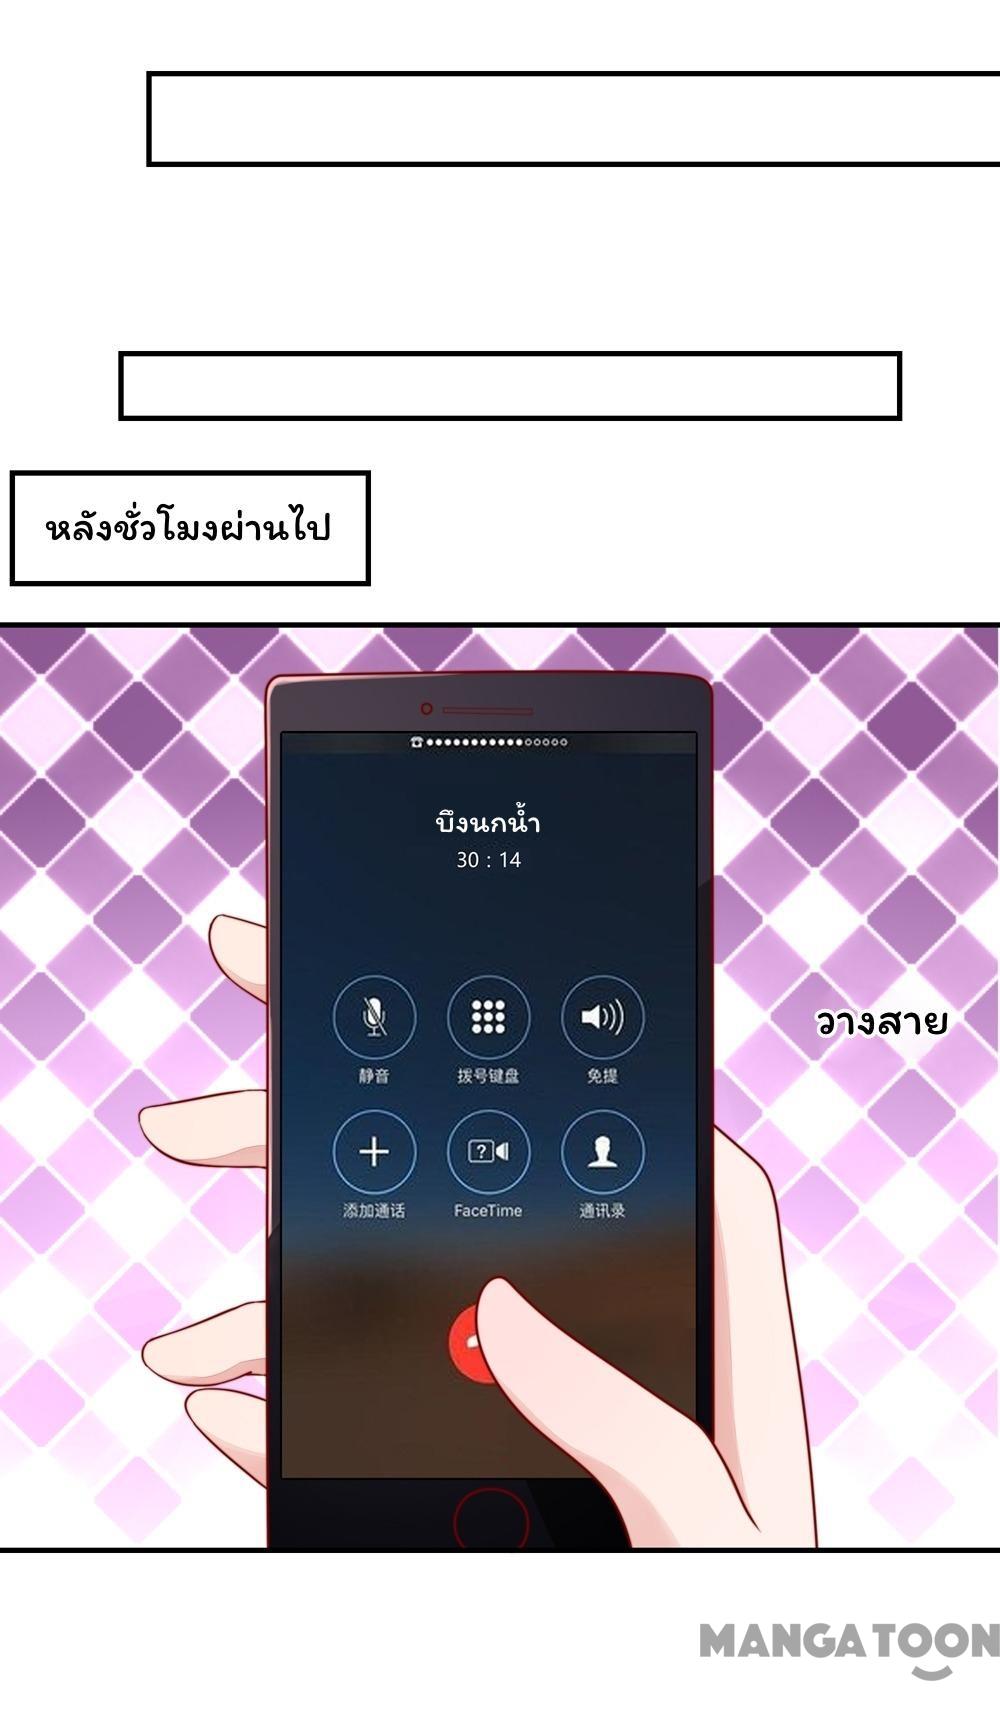 หลังชั่วโมงผ่านไป
บึงนกน้ำ
30 : 14
วางสาย
静音 拨号键盘 免提
添加通话 FaceTime 通讯录
MANGATOON